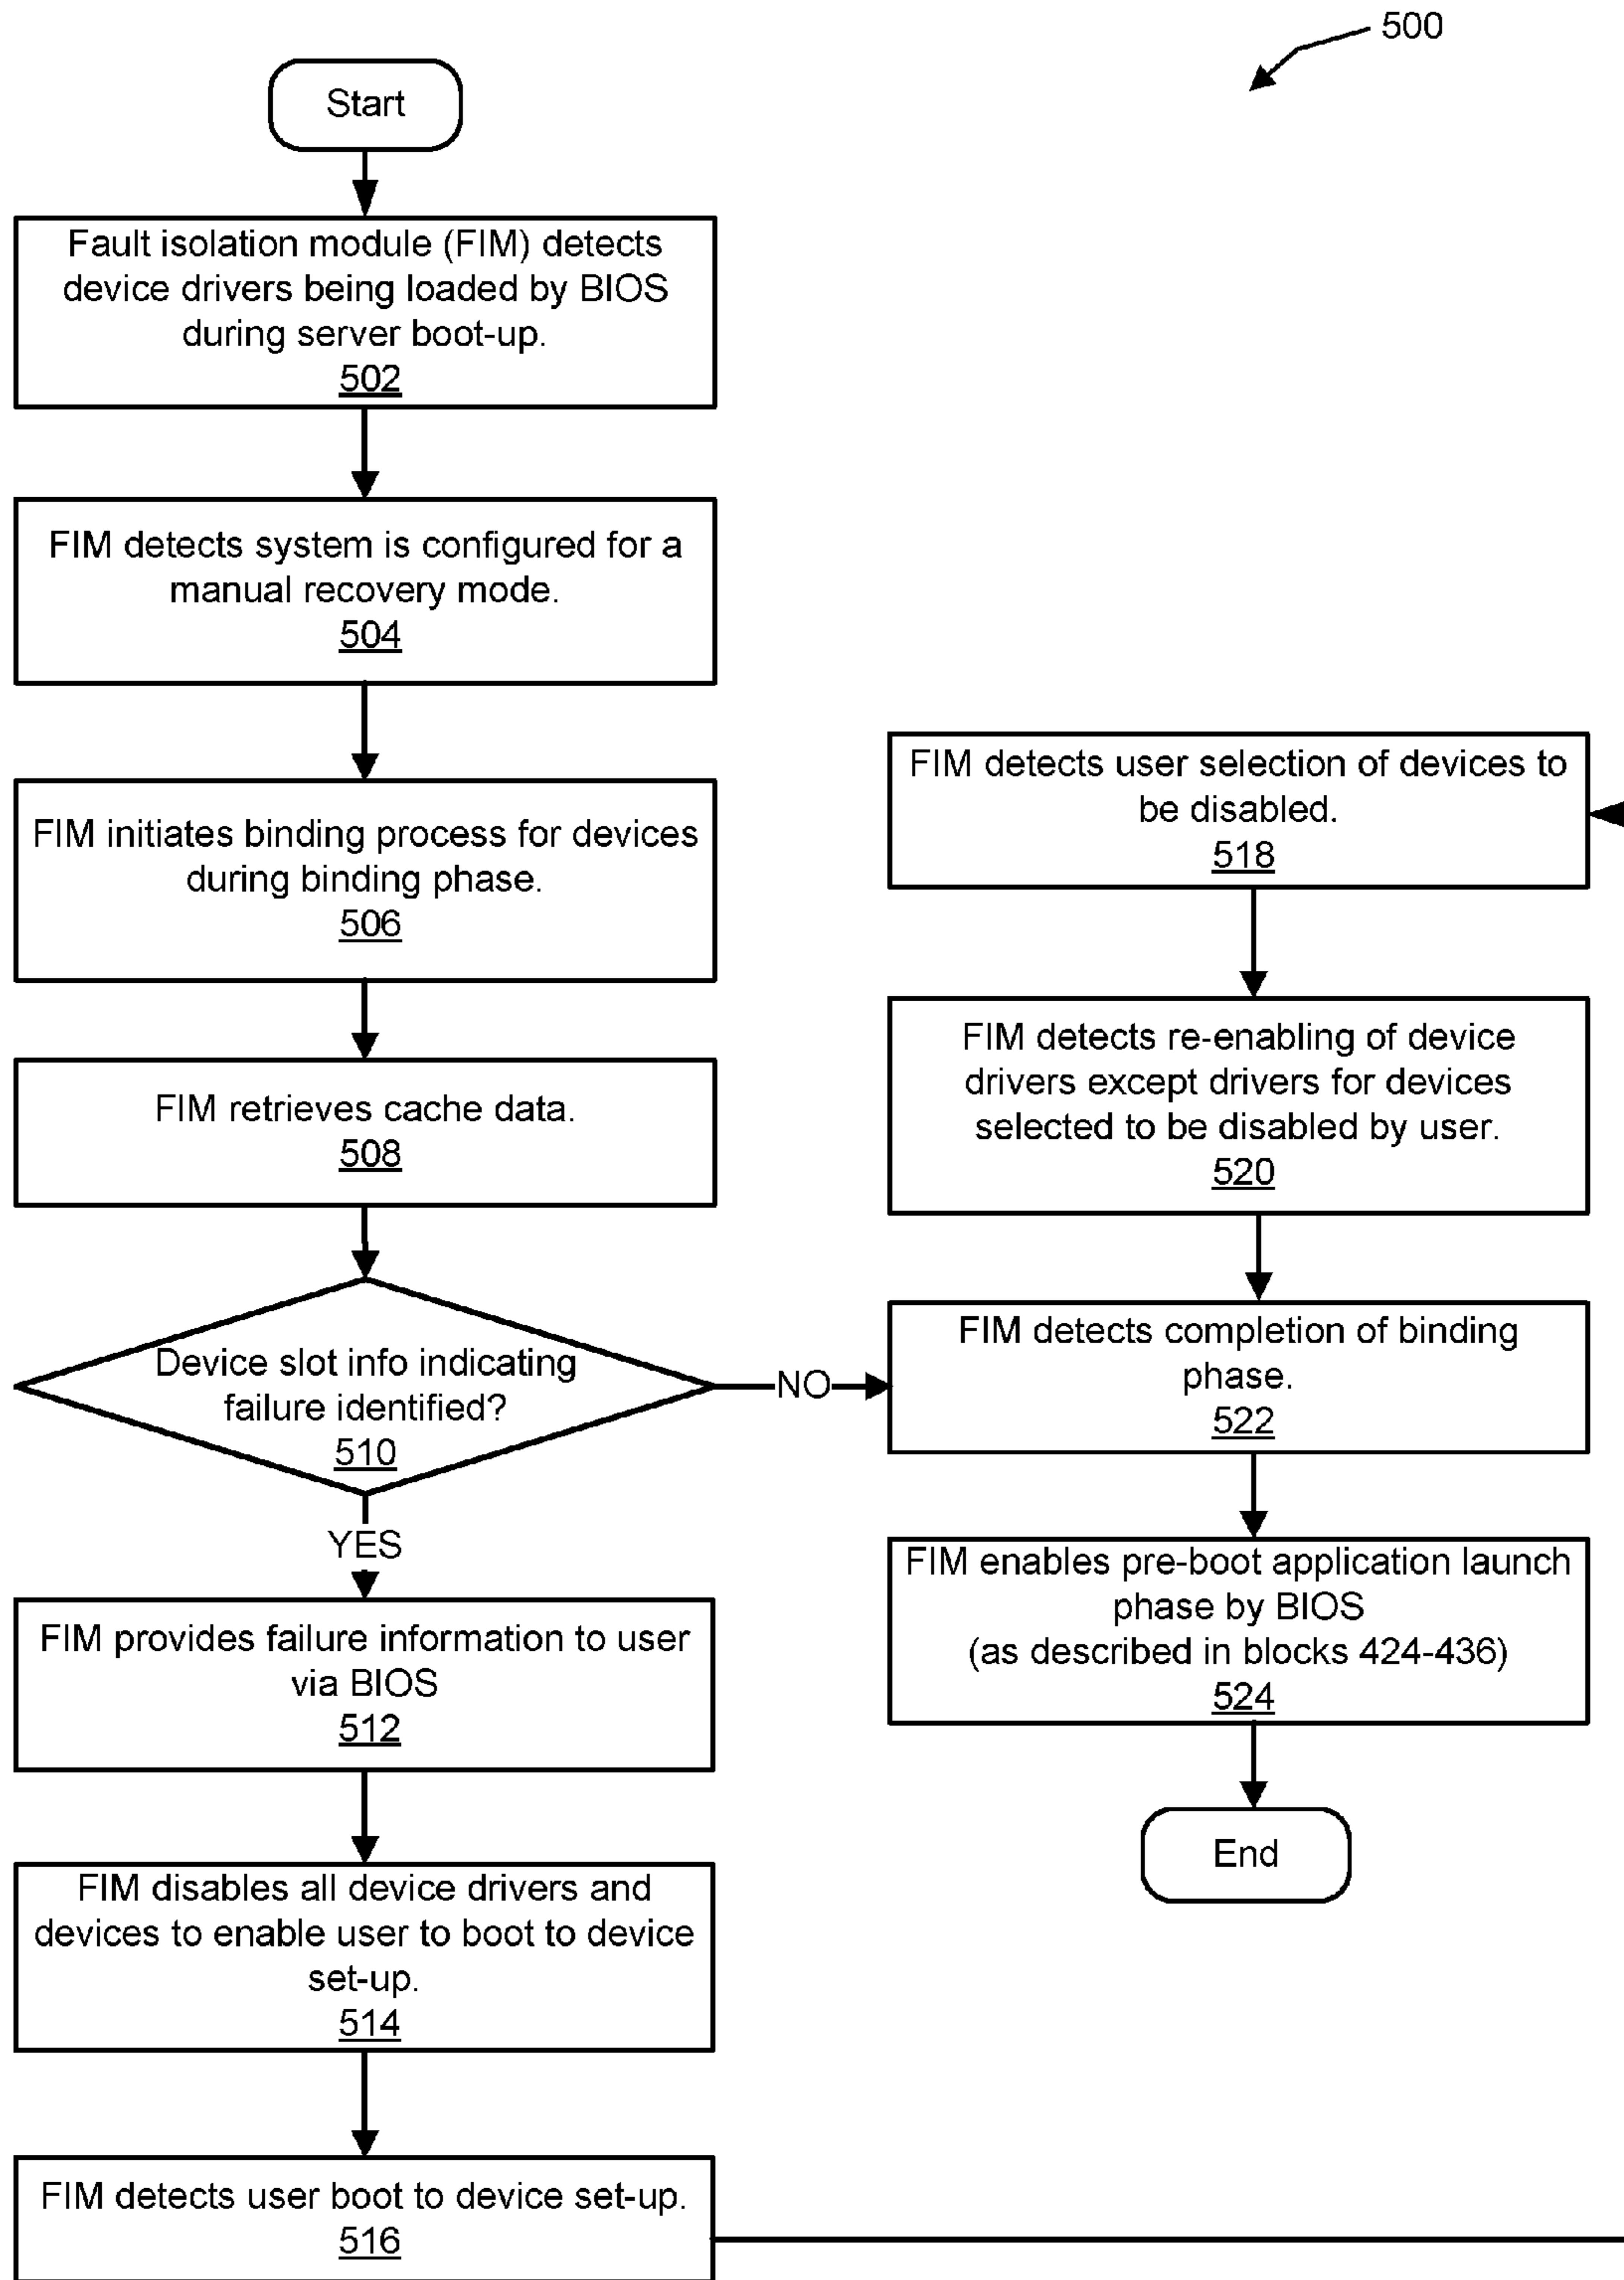 500
Start
Fault isolation module (FIM) detects
device drivers being loaded by BIOS
during server boot-up.
502
FIM detects system is configured for a
manual recovery mode.
504
FIM initiates binding process for devices
during binding phase.
506
FIM retrieves cache data.
508
Device slot info indicating
failure identified?
510
NO
YES
FIM provides failure information to user
via BIOS
512
FIM disables all device drivers and
devices to enable user to boot to device
set-up.
514
FIM detects user boot to device set-up.
516
FIM detects user selection of devices to
be disabled.
518
FIM detects re-enabling of device
drivers except drivers for devices
selected to be disabled by user.
520
FIM detects completion of binding
phase.
522
FIM enables pre-boot application launch
phase by BIOS
(as described in blocks 424-436)
524
End